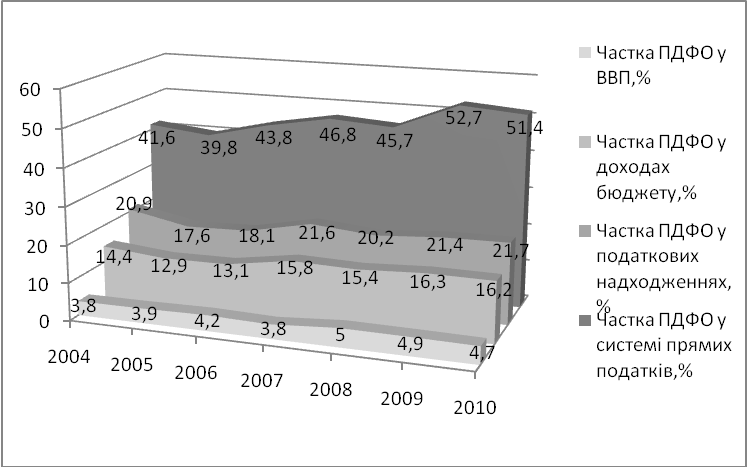 60
50
40
30
20
10
0
41,6 39,8 43,8 46,8 45,7 52,7 51,4
20,9 17,6 18,1 21,6 20,2 21,4 21,7
14,4 12,9 13,1 15,8 15,4 16,3 16,2
3,8 3,9 4,2 3,8 5 4,9 4,7
2004 2005 2006 2007 2008 2009 2010
Частка ПДФО у
ВВП,%
Частка ПДФО у
доходах
бюджету,%
Частка ПДФО у
податкових
надходженнях,
%
Частка ПДФО у
системі прямих
податків,%